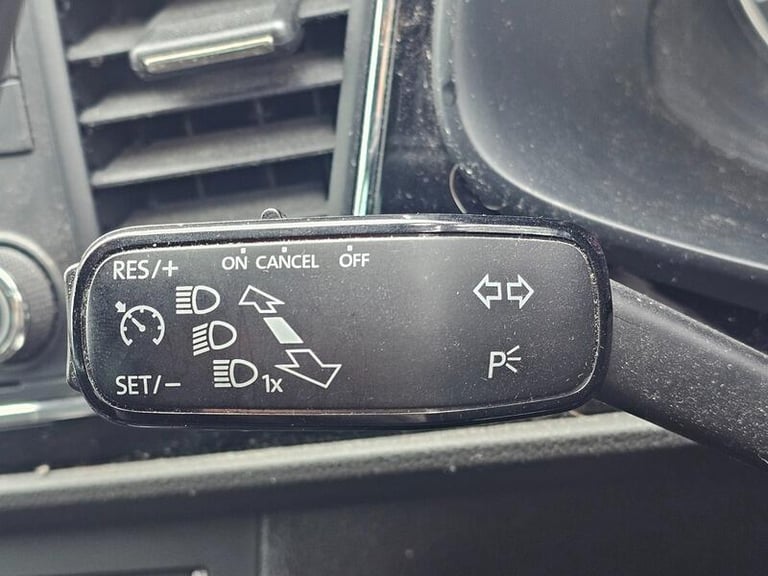 RES/+ ON CANCEL OFF
SET/– 1x
P